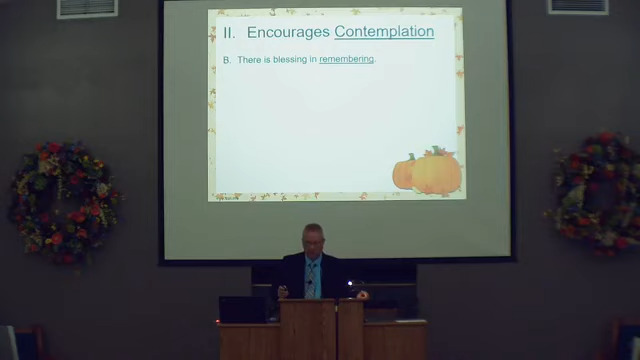 II. Encourages Contemplation
B. There is blessing in remembering.